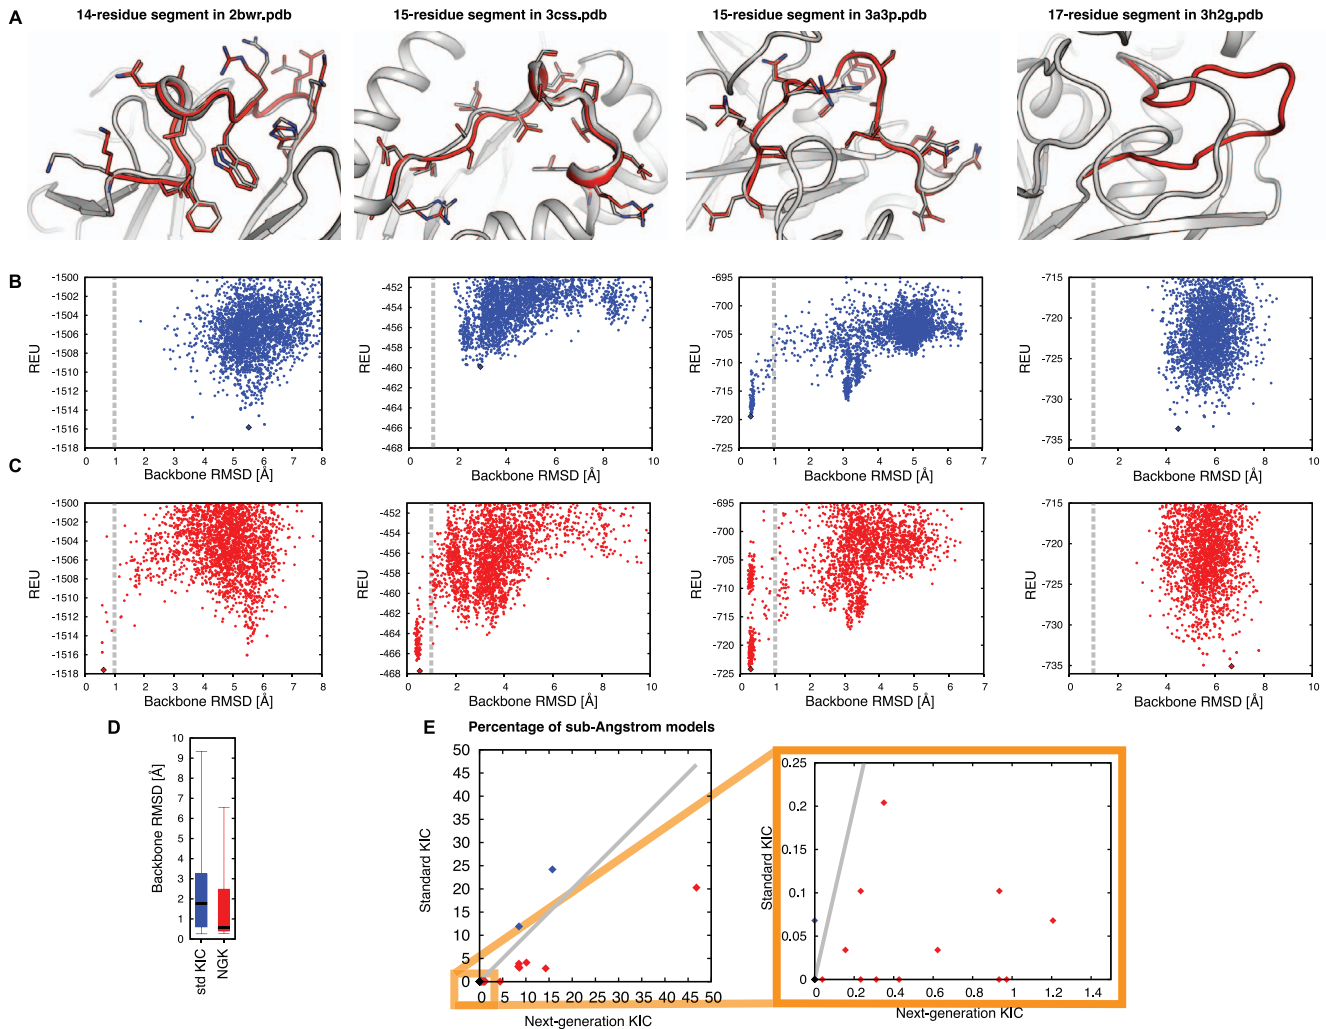 A
14-residue segment in 2bwr.pdb
15-residue segment in 3css.pdb
15-residue segment in 3a3p.pdb
17-residue segment in 3h2g.pdb
B
-1500
-1502
-1504
-1506
-1508
-1510
-1512
-1514
-1516
-1518
REU
0 1 2 3 4 5 6 7 8
Backbone RMSD [Å]
-452
-454
-456
-458
-460
-462
-464
-466
-468
REU
0 2 4 6 8 10
Backbone RMSD [Å]
-695
-700
-705
-710
-715
-720
-725
REU
0 1 2 3 4 5 6 7
Backbone RMSD [Å]
-715
-720
-725
-730
-735
REU
0 2 4 6 8 10
Backbone RMSD [Å]
C
-1500
-1502
-1504
-1506
-1508
-1510
-1512
-1514
-1516
-1518
REU
0 1 2 3 4 5 6 7 8
Backbone RMSD [Å]
-452
-454
-456
-458
-460
-462
-464
-466
-468
REU
0 2 4 6 8 10
Backbone RMSD [Å]
-695
-700
-705
-710
-715
-720
-725
REU
0 1 2 3 4 5 6 7
Backbone RMSD [Å]
-715
-720
-725
-730
-735
REU
0 2 4 6 8 10
Backbone RMSD [Å]
D
10
9
8
7
6
5
4
3
2
1
0
Backbone RMSD [Å]
std KIC
NGK
E
Percentage of sub-Angstrom models
50
45
40
35
30
25
20
15
10
5
0
Standard KIC
0 5 10 15 20 25 30 35 40 45 50
Next-generation KIC
0.25
0.2
0.15
0.1
0.05
0
Standard KIC
0 0.2 0.4 0.6 0.8 1 1.2 1.4
Next-generation KIC